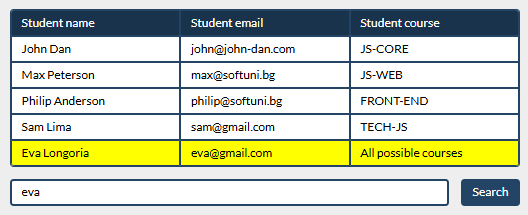 Student name Student email Student course
John Dan john@john-dan.com JS-CORE
Max Peterson max@softuni.bg JS-WEB
Philip Anderson philip@softuni.bg FRONT-END
Sam Lima sam@gmail.com TECH-JS
Eva Longoria eva@gmail.com All possible courses
eva Search